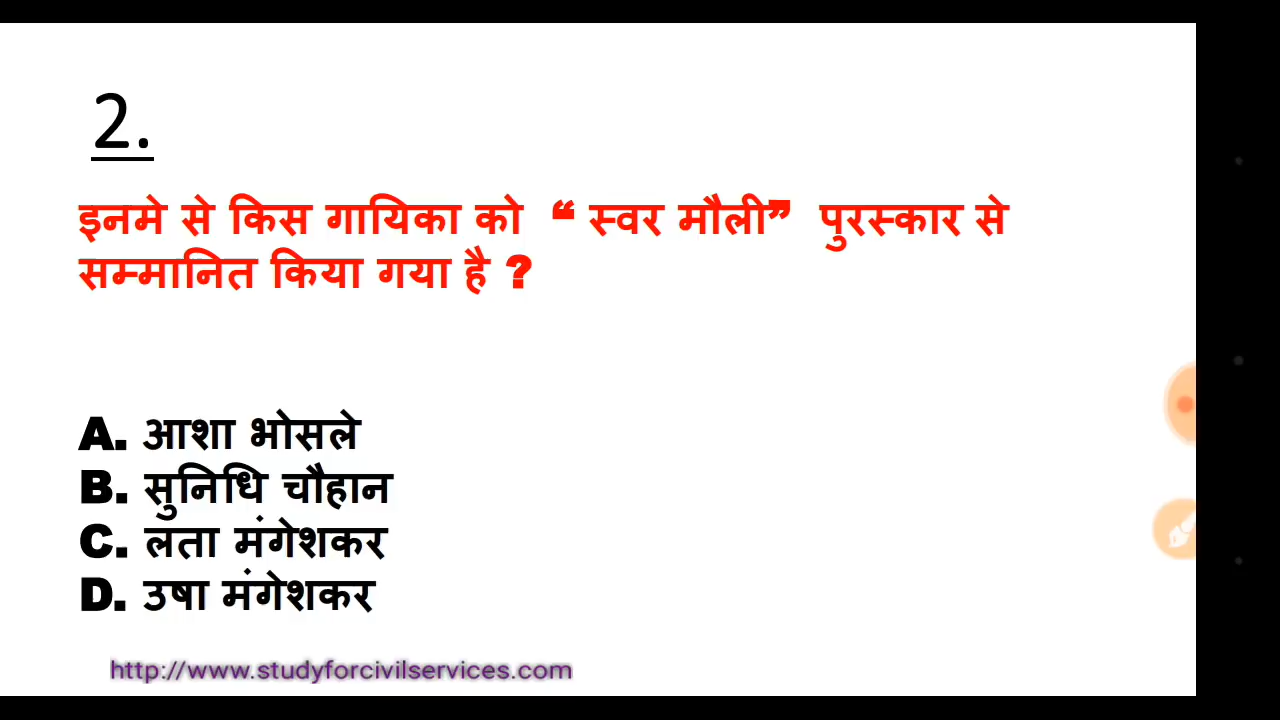 2.
इनमे से किस गायिका को “ स्वर मौली” पुरस्कार से
सम्मानित किया गया है ?
A. आशा भोसले
B. सुनिधि चौहान
C. लता मंगेशकर
D. उषा मंगेशकर
http://www.studyforcivilservices.com